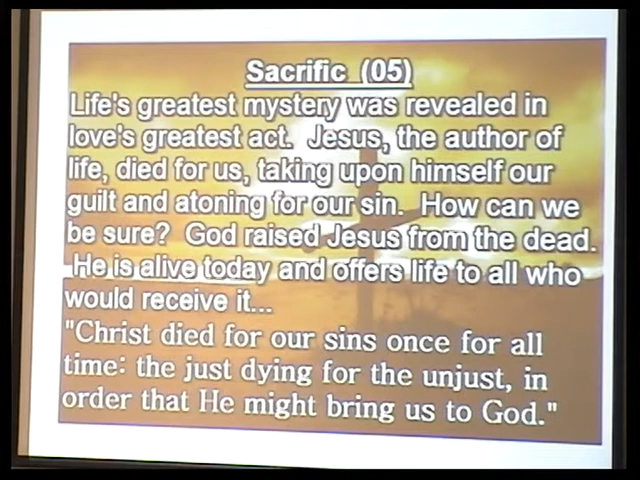 Sacrific (05)
Life's greatest mystery was revealed in
love's greatest act. Jesus, the author of
life, died for us, taking upon himself our
guilt and atoning for our sin. How can we
be sure? God raised Jesus from the dead.
He is alive today and offers life to all who
would receive it...
"Christ died for our sins once for all
time: the just dying for the unjust, in
order that He might bring us to God."